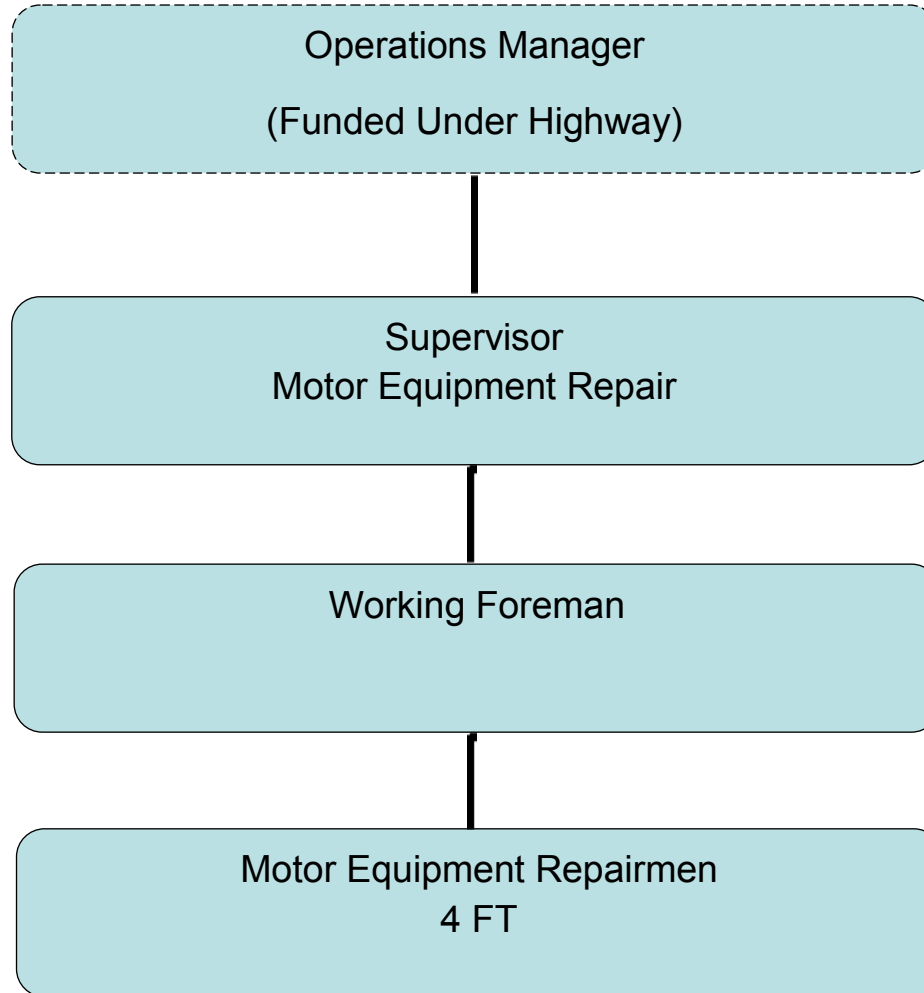 Operations Manager
(Funded Under Highway)
Supervisor
Motor Equipment Repair
Working Foreman
Motor Equipment Repairmen
4 FT